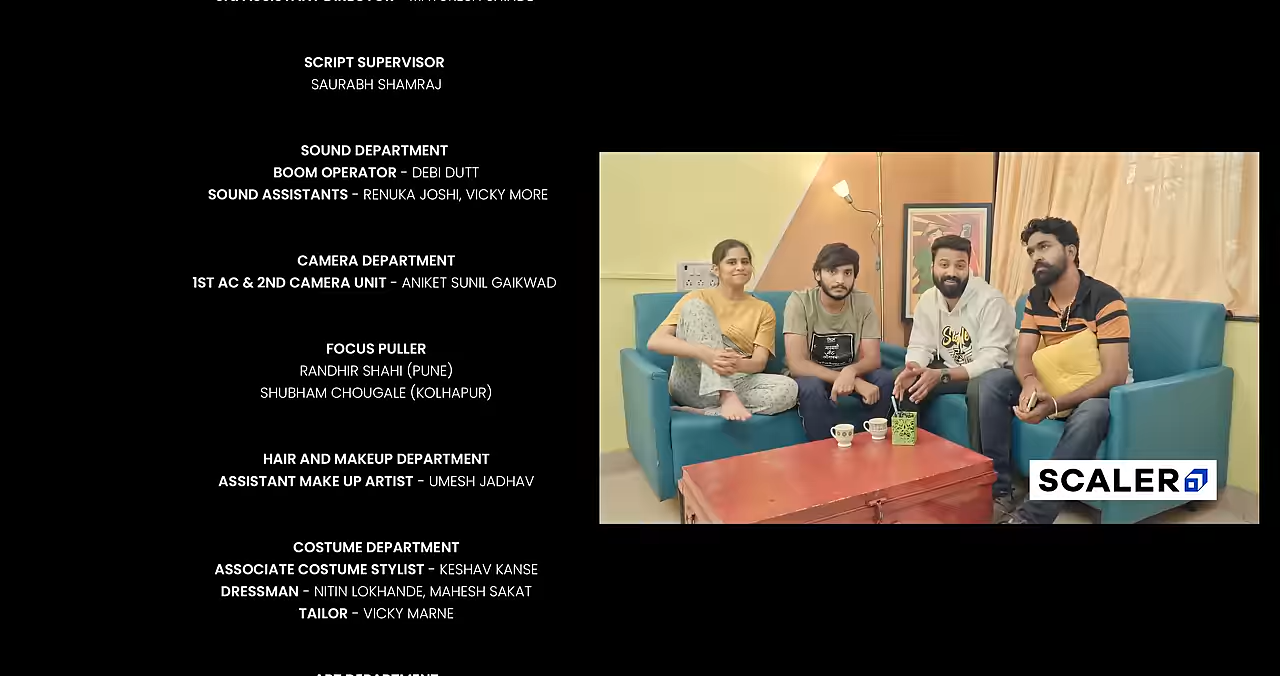 SCRIPT SUPERVISOR
SAURABH SHAMRAJ
SOUND DEPARTMENT
BOOM OPERATOR - DEBI DUTT
SOUND ASSISTANTS - RENUKA JOSHI, VICKY MORE
CAMERA DEPARTMENT
1ST AC & 2ND CAMERA UNIT - ANIKET SUNIL GAIKWAD
FOCUS PULLER
RANDHIR SHAHI (PUNE)
SHUBHAM CHOUGALE (KOLHAPUR)
HAIR AND MAKEUP DEPARTMENT
ASSISTANT MAKE UP ARTIST - UMESH JADHAV
COSTUME DEPARTMENT
ASSOCIATE COSTUME STYLIST - KESHAV KANSE
DRESSMAN - NITIN LOKHANDE, MAHESH SAKAT
TAILOR - VICKY MARNE
SCALER